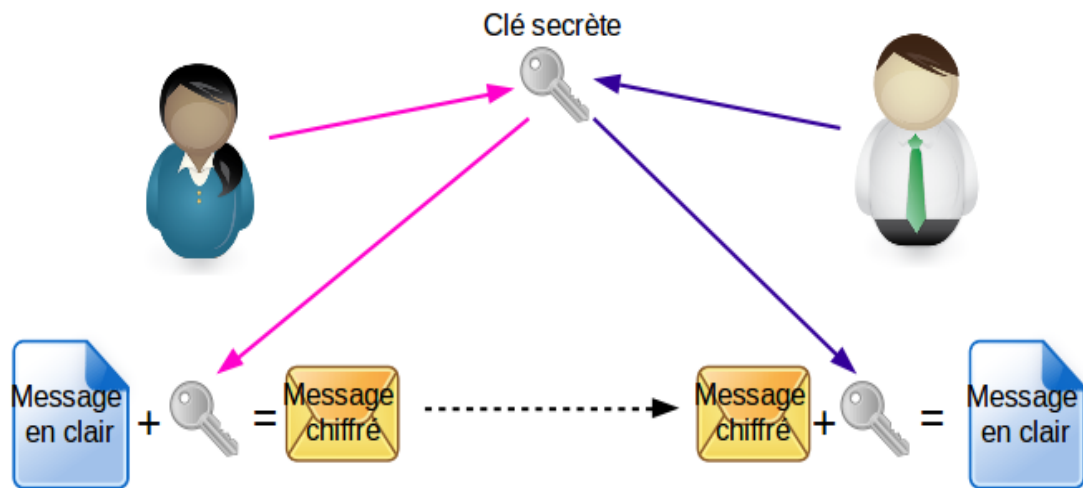 Clé secrète
Message
en clair
+
=
Message
chiffré
Message
chiffré
+
=
Message
en clair